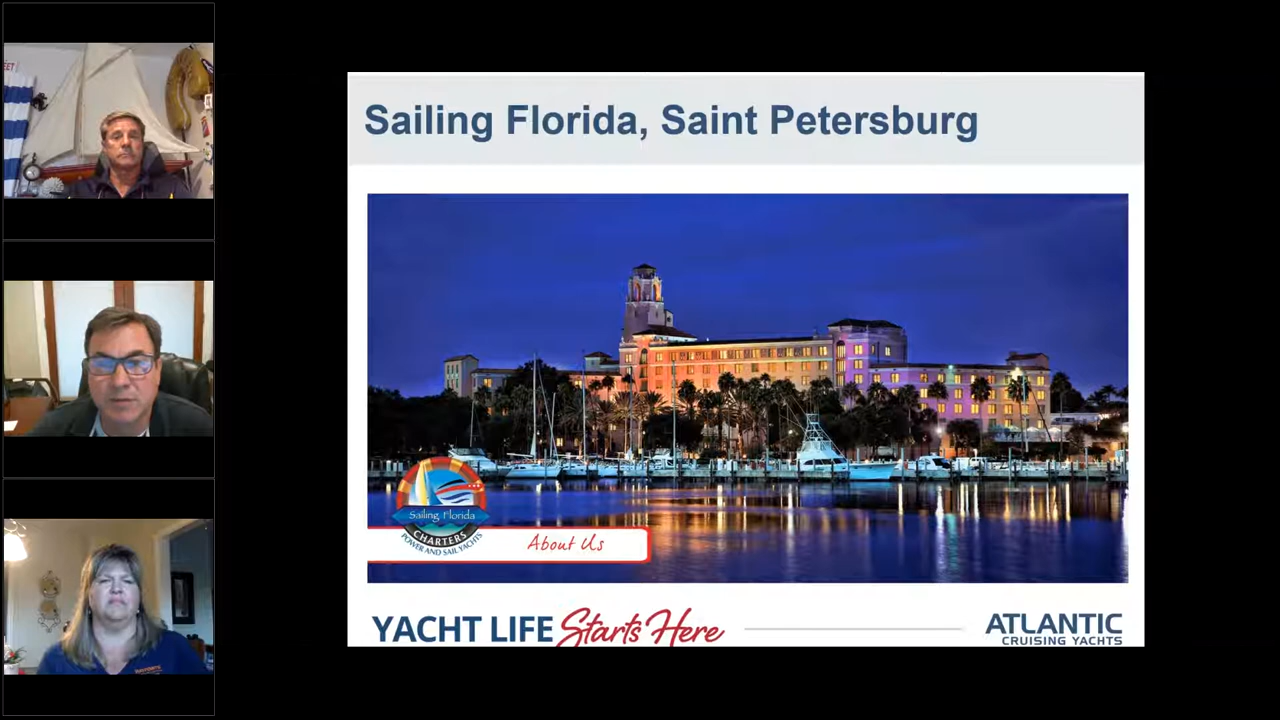 Sailing Florida, Saint Petersburg
Sailing Florida
CHARTERS
POWER AND SAIL YACHTS
About Us
YACHT LIFE Starts Here
ATLANTIC
CRUISING YACHTS